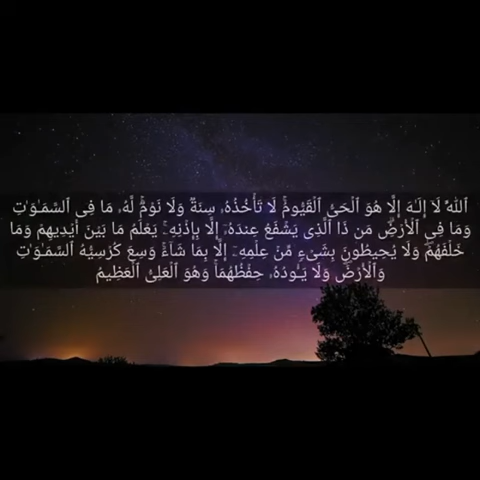 ٱللَّهُ لَا إِلَـٰهَ إِلَّا هُوَ ٱلْحَىُّ ٱلْقَيُّومُ ۚ لَا تَأْخُذُهُۥ سِنَةٌ وَلَا نَوْمٌ ۚ لَّهُۥ مَا فِى ٱلسَّمَـٰوَٰتِ
وَمَا فِى ٱلْأَرْضِ ۗ مَن ذَا ٱلَّذِى يَشْفَعُ عِندَهُۥٓ إِلَّا بِإِذْنِهِۦ ۚ يَعْلَمُ مَا بَيْنَ أَيْدِيهِمْ وَمَا
خَلْفَهُمْ ۖ وَلَا يُحِيطُونَ بِشَىْءٍ مِّنْ عِلْمِهِۦٓ إِلَّا بِمَا شَآءَ ۚ وَسِعَ كُرْسِيُّهُ ٱلسَّمَـٰوَٰتِ
وَٱلْأَرْضَ ۖ وَلَا يَـُٔودُهُۥ حِفْظُهُمَا ۚ وَهُوَ ٱلْعَلِىُّ ٱلْعَظِيمُ